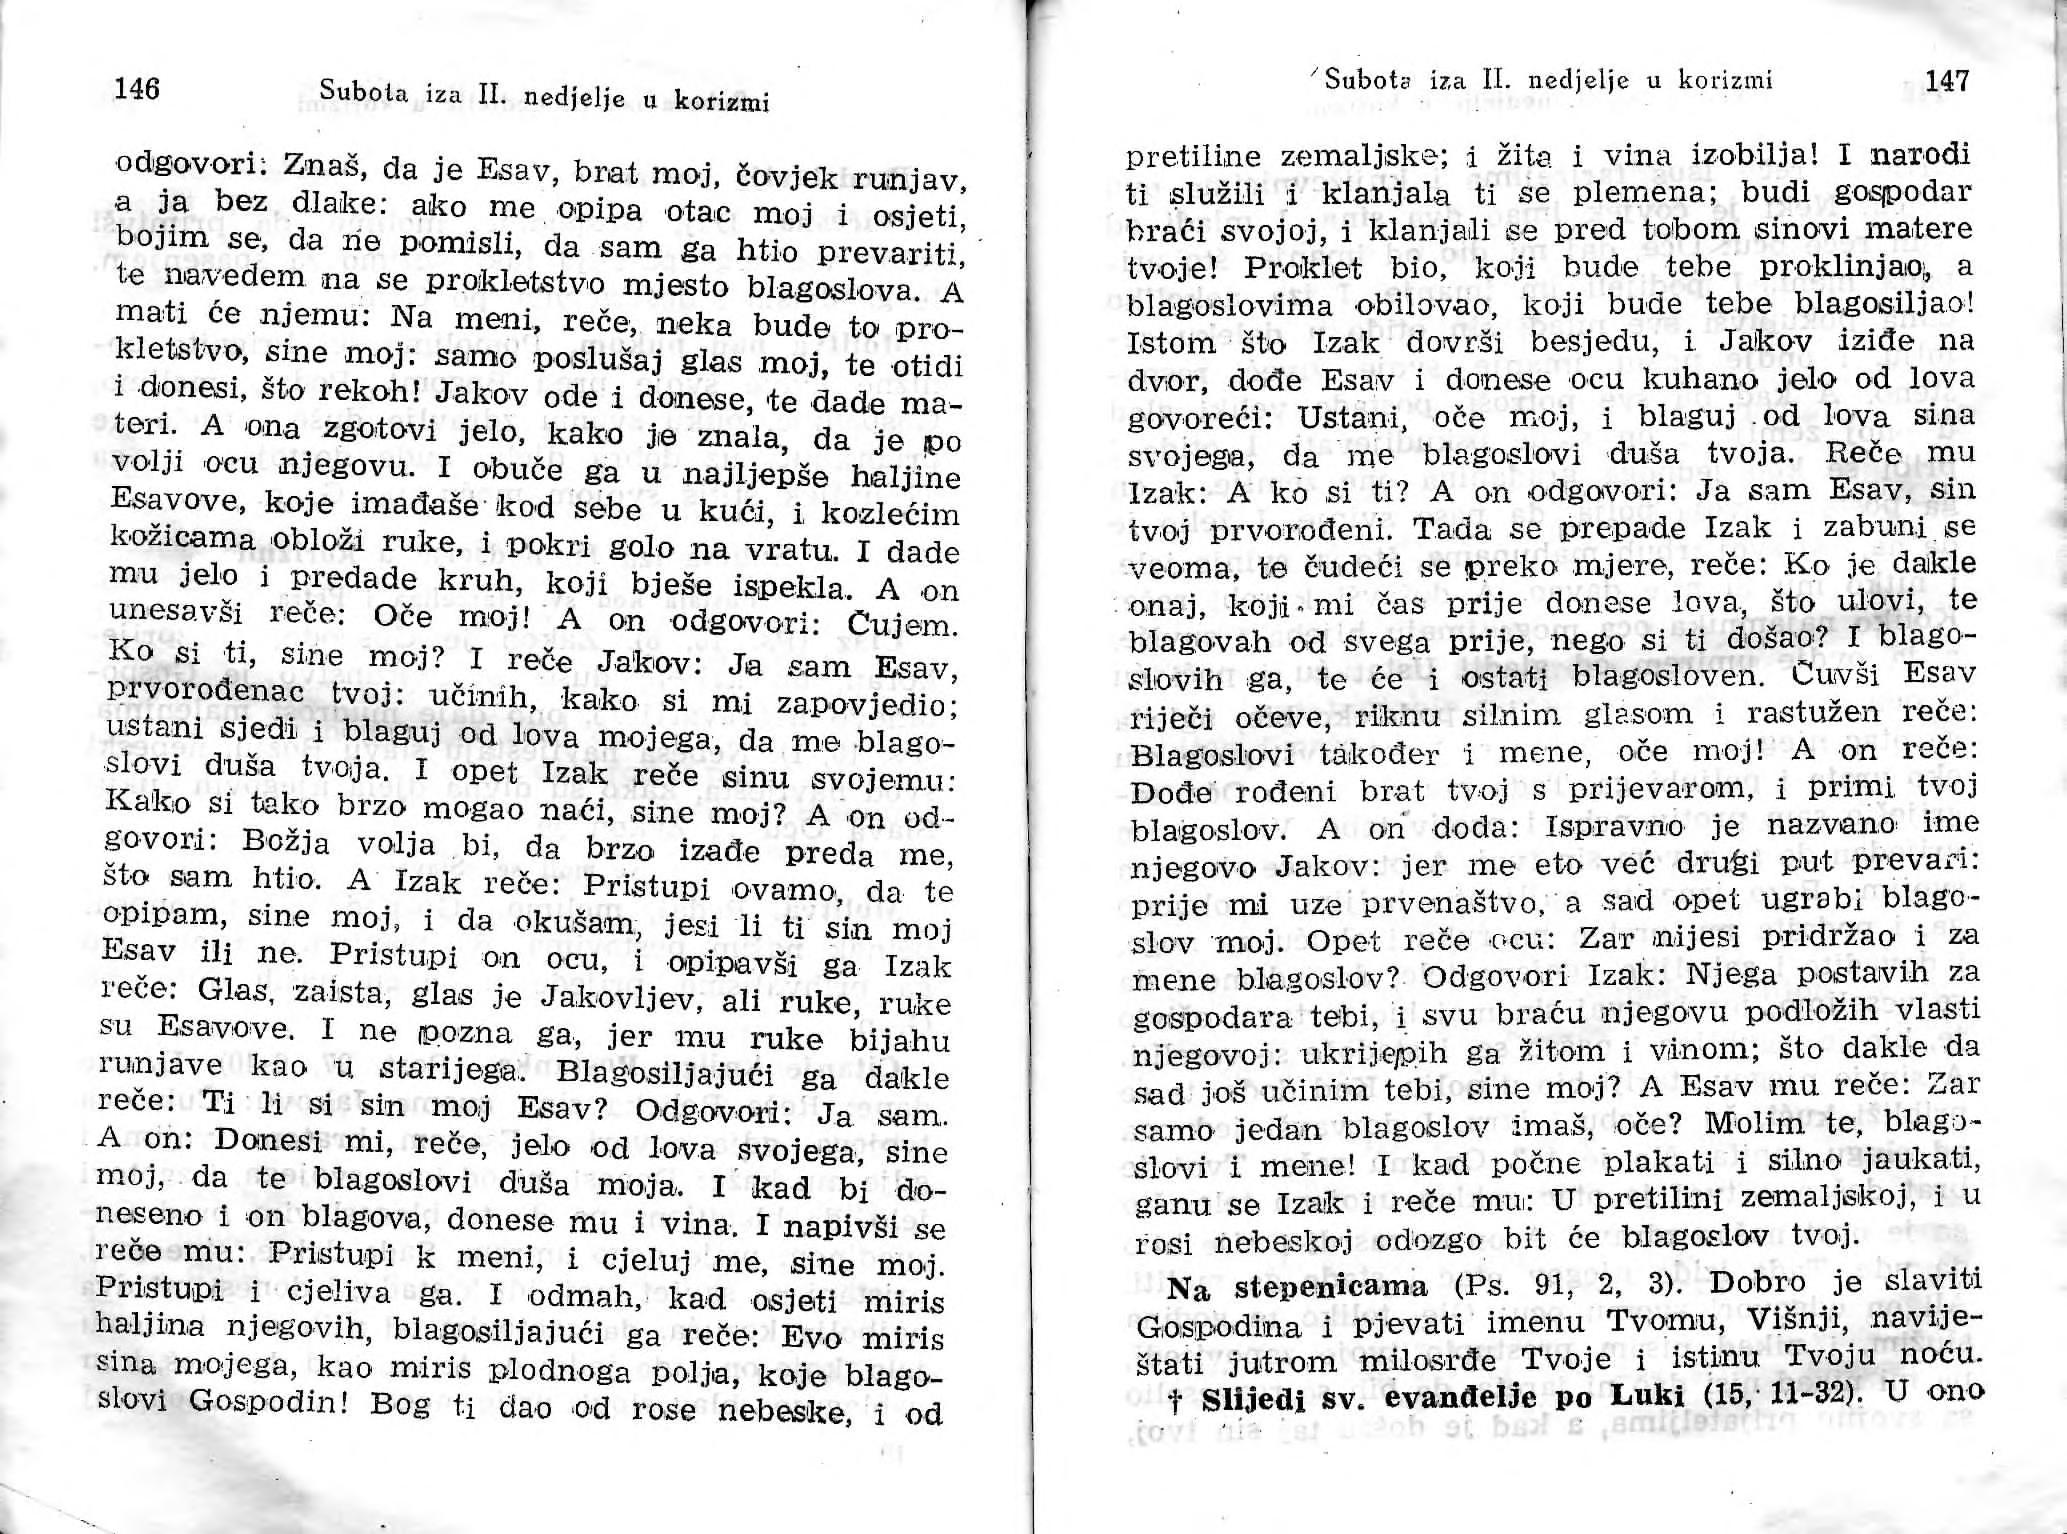 146 Subota iza II. nedjelje u korizmi
odgovori: Znaš, da je Esav, brat moj, čovjek runjav,
a ja bez dlake: ako me opipa otac moj i osjeti,
bojim se, da ne pomisli, da sam ga htio prevariti,
te navedem na se prokletstvo mjesto blagoslova. A
mati će njemu: Na meni, reče, neka bude to pro-
kletstvo, sine moj: samo poslušaj glas moj, te otidi
i donesi, što rekoh! Jakov ode i donese, te dade ma-
teri. A ona zgotovi jelo, kako je znala, da je po
volji ocu njegovu. I obuče ga u najljepše haljine
Esavove, koje imađaše kod sebe u kući, i kozlećim
kožicama obloži ruke, i pokri golo na vratu. I dade
mu jelo i predade kruh, koji bješe ispekla. A on
unesavši reče: Oče moj! A on odgovori: Čujem.
Ko si ti, sine moj? I reče Jakov: Ja sam Esav,
prvorođenac tvoj: učinih, kako si mi zapovjedio;
ustani sjedi i blaguj od lova mojega, da me blago-
slovi duša tvoja. I opet Izak reče sinu svojemu:
Kako si tako brzo mogao naći, sine moj? A on od-
govori: Božja volja bi, da brzo izađe preda me,
što sam htio. A Izak reče: Pristupi ovamo, da te
opipam, sine moj, i da okušam, jesi li ti sin moj
Esav ili ne. Pristupi on ocu, i opipavši ga Izak
reče: Glas, zaista, glas je Jakovljev, ali ruke, ruke
su Esavove. I ne pozna ga, jer mu ruke bijahu
runjave kao u starijega. Blagosiljajući ga dakle
reče: Ti li si sin moj Esav? Odgovori: Ja sam.
A on: Donesi mi, reče, jelo od lova svojega, sine
moj, da te blagoslovi duša moja. I kad bi do-
neseno i on blagova, donese mu i vina. I napivši se
reče mu: Pristupi k meni, i cjeluj me, sine moj.
Pristupi i cjeliva ga. I odmah, kad osjeti miris
haljina njegovih, blagosiljajući ga reče: Evo miris
sina mojega, kao miris plodnoga polja, koje blago-
slovi Gospodin! Bog ti dao od rose nebeske, i od
Subota iza II. nedjelje u korizmi 147
pretiline zemaljske; i žita i vina izobilja! I narodi
ti služili i klanjala ti se plemena; budi gospodar
braći svojoj, i klanjali se pred tobom sinovi matere
tvoje! Proklet bio, koji bude tebe proklinjao, a
blagoslovima obilovao, koji bude tebe blagosiljao!
Istom što Izak dovrši besjedu, i Jakov iziđe na
dvor, dođe Esav i donese ocu kuhano jelo od lova
govoreći: Ustani, oče moj, i blaguj od lova sina
svojega, da me blagoslovi duša tvoja. Reče mu
Izak: A ko si ti? A on odgovori: Ja sam Esav, sin
tvoj prvorođeni. Tada se prepade Izak i zabuni se
veoma, te čudeći se preko mjere, reče: Ko je dakle
onaj, koji mi čas prije donese lova, što ulovi, te
blagovah od svega prije, nego si ti došao? I blago-
slovih ga, te će i ostati blagosloven. Čuvši Esav
riječi očeve, riknu silnim glasom i rastužen reče:
Blagoslovi također i mene, oče moj! A on reče:
Dođe rođeni brat tvoj s prijevarom, i primi tvoj
blagoslov. A on doda: Ispravno je nazvano ime
njegovo Jakov: jer me eto već drugi put prevari:
prije mi uze prvenaštvo, a sad opet ugrabi blago-
slov moj. Opet reče ocu: Zar nijesi pridržao i za
mene blagoslov? Odgovori Izak: Njega postavih za
gospodara tebi, i svu braću njegovu podložih vlasti
njegovoj: ukrijepih ga žitom i vinom; što dakle da
sad još učinim tebi, sine moj? A Esav mu reče: Zar
samo jedan blagoslov imaš, oče? Molim te, blago-
slovi i mene! I kad počne plakati i silno jaukati,
ganu se Izak i reče mu: U pretilini zemaljskoj, i u
rosi nebeskoj odozgo bit će blagoslov tvoj.
Na stepenicama (Ps. 91, 2, 3). Dobro je slaviti
Gospodina i pjevati imenu Tvomu, Višnji, navije-
štati jutrom milosrđe Tvoje i istinu Tvoju noću.
† Slijedi sv. evanđelje po Luki (15, 11-32). U ono